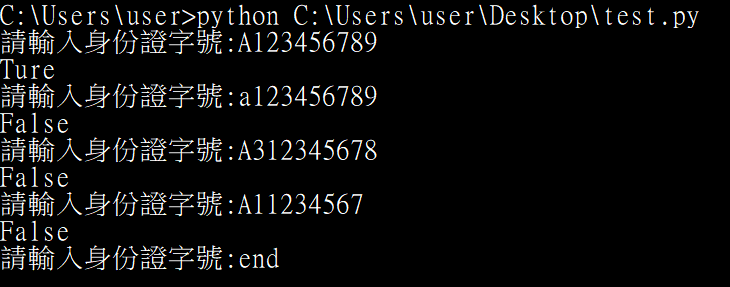 C:\Users\user>python C:\Users\user\Desktop\test.py
請輸入身份證字號:A123456789
Ture
請輸入身份證字號:a123456789
False
請輸入身份證字號:A312345678
False
請輸入身份證字號:A11234567
False
請輸入身份證字號:end